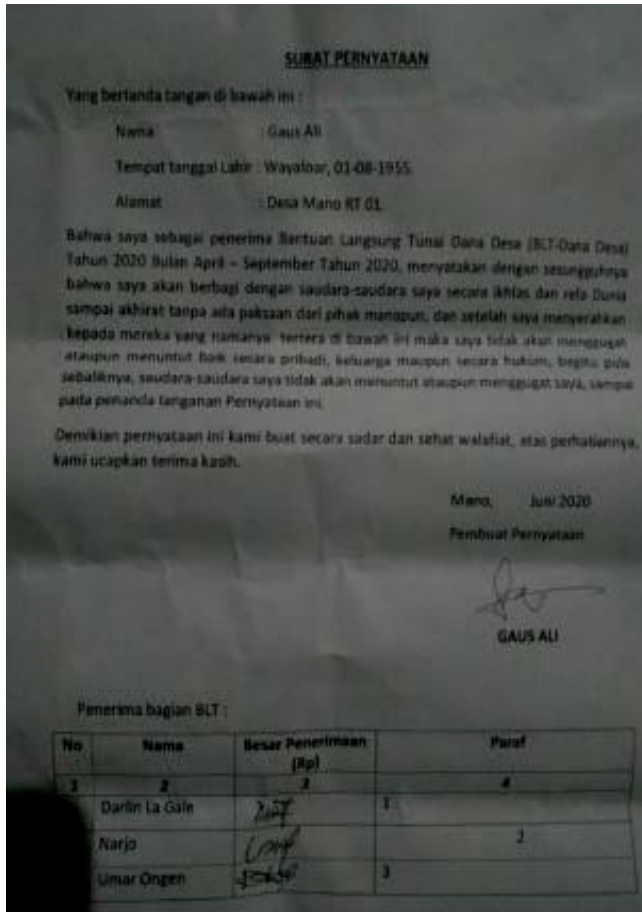 SURAT PERNYATAAN
Yang bertanda tangan di bawah ini :
Nama : Gaus Ali
Tempat tanggal Lahir : Wayaloar, 01-08-1955.
Alamat : Desa Mano RT 01.
Bahwa saya sebagai penerima Bantuan Langsung Tunai Dana Desa (BLT-Dana Desa)
Tahun 2020 Bulan April – September Tahun 2020, menyatakan dengan sesungguhnya
bahwa saya akan berbagi dengan saudara-saudara saya secara ikhlas dan rela Dunia
sampai akhirat tanpa ada paksaan dari pihak manapun, dan setelah saya menyerahkan
kepada mereka yang namanya tertera di bawah ini maka saya tidak akan menggugat
ataupun menuntut baik secara pribadi, keluarga maupun secara hukum, begitu pula
sebaliknya, saudara-saudara saya tidak akan menuntut ataupun menggugat saya, sampai
pada penanda tanganan Pernyataan ini.
Demikian pernyataan ini kami buat secara sadar dan sehat walafiat, atas perhatiannya,
kami ucapkan terima kasih.
Mano, Juni 2020
Pembuat Pernyataan
GAUS ALI
Penerima bagian BLT :
No Nama Besar Penerimaan (Rp) Paraf
1 2 3 4
Darlin La Gale 1
Narjo 2
Umar Ongen 3